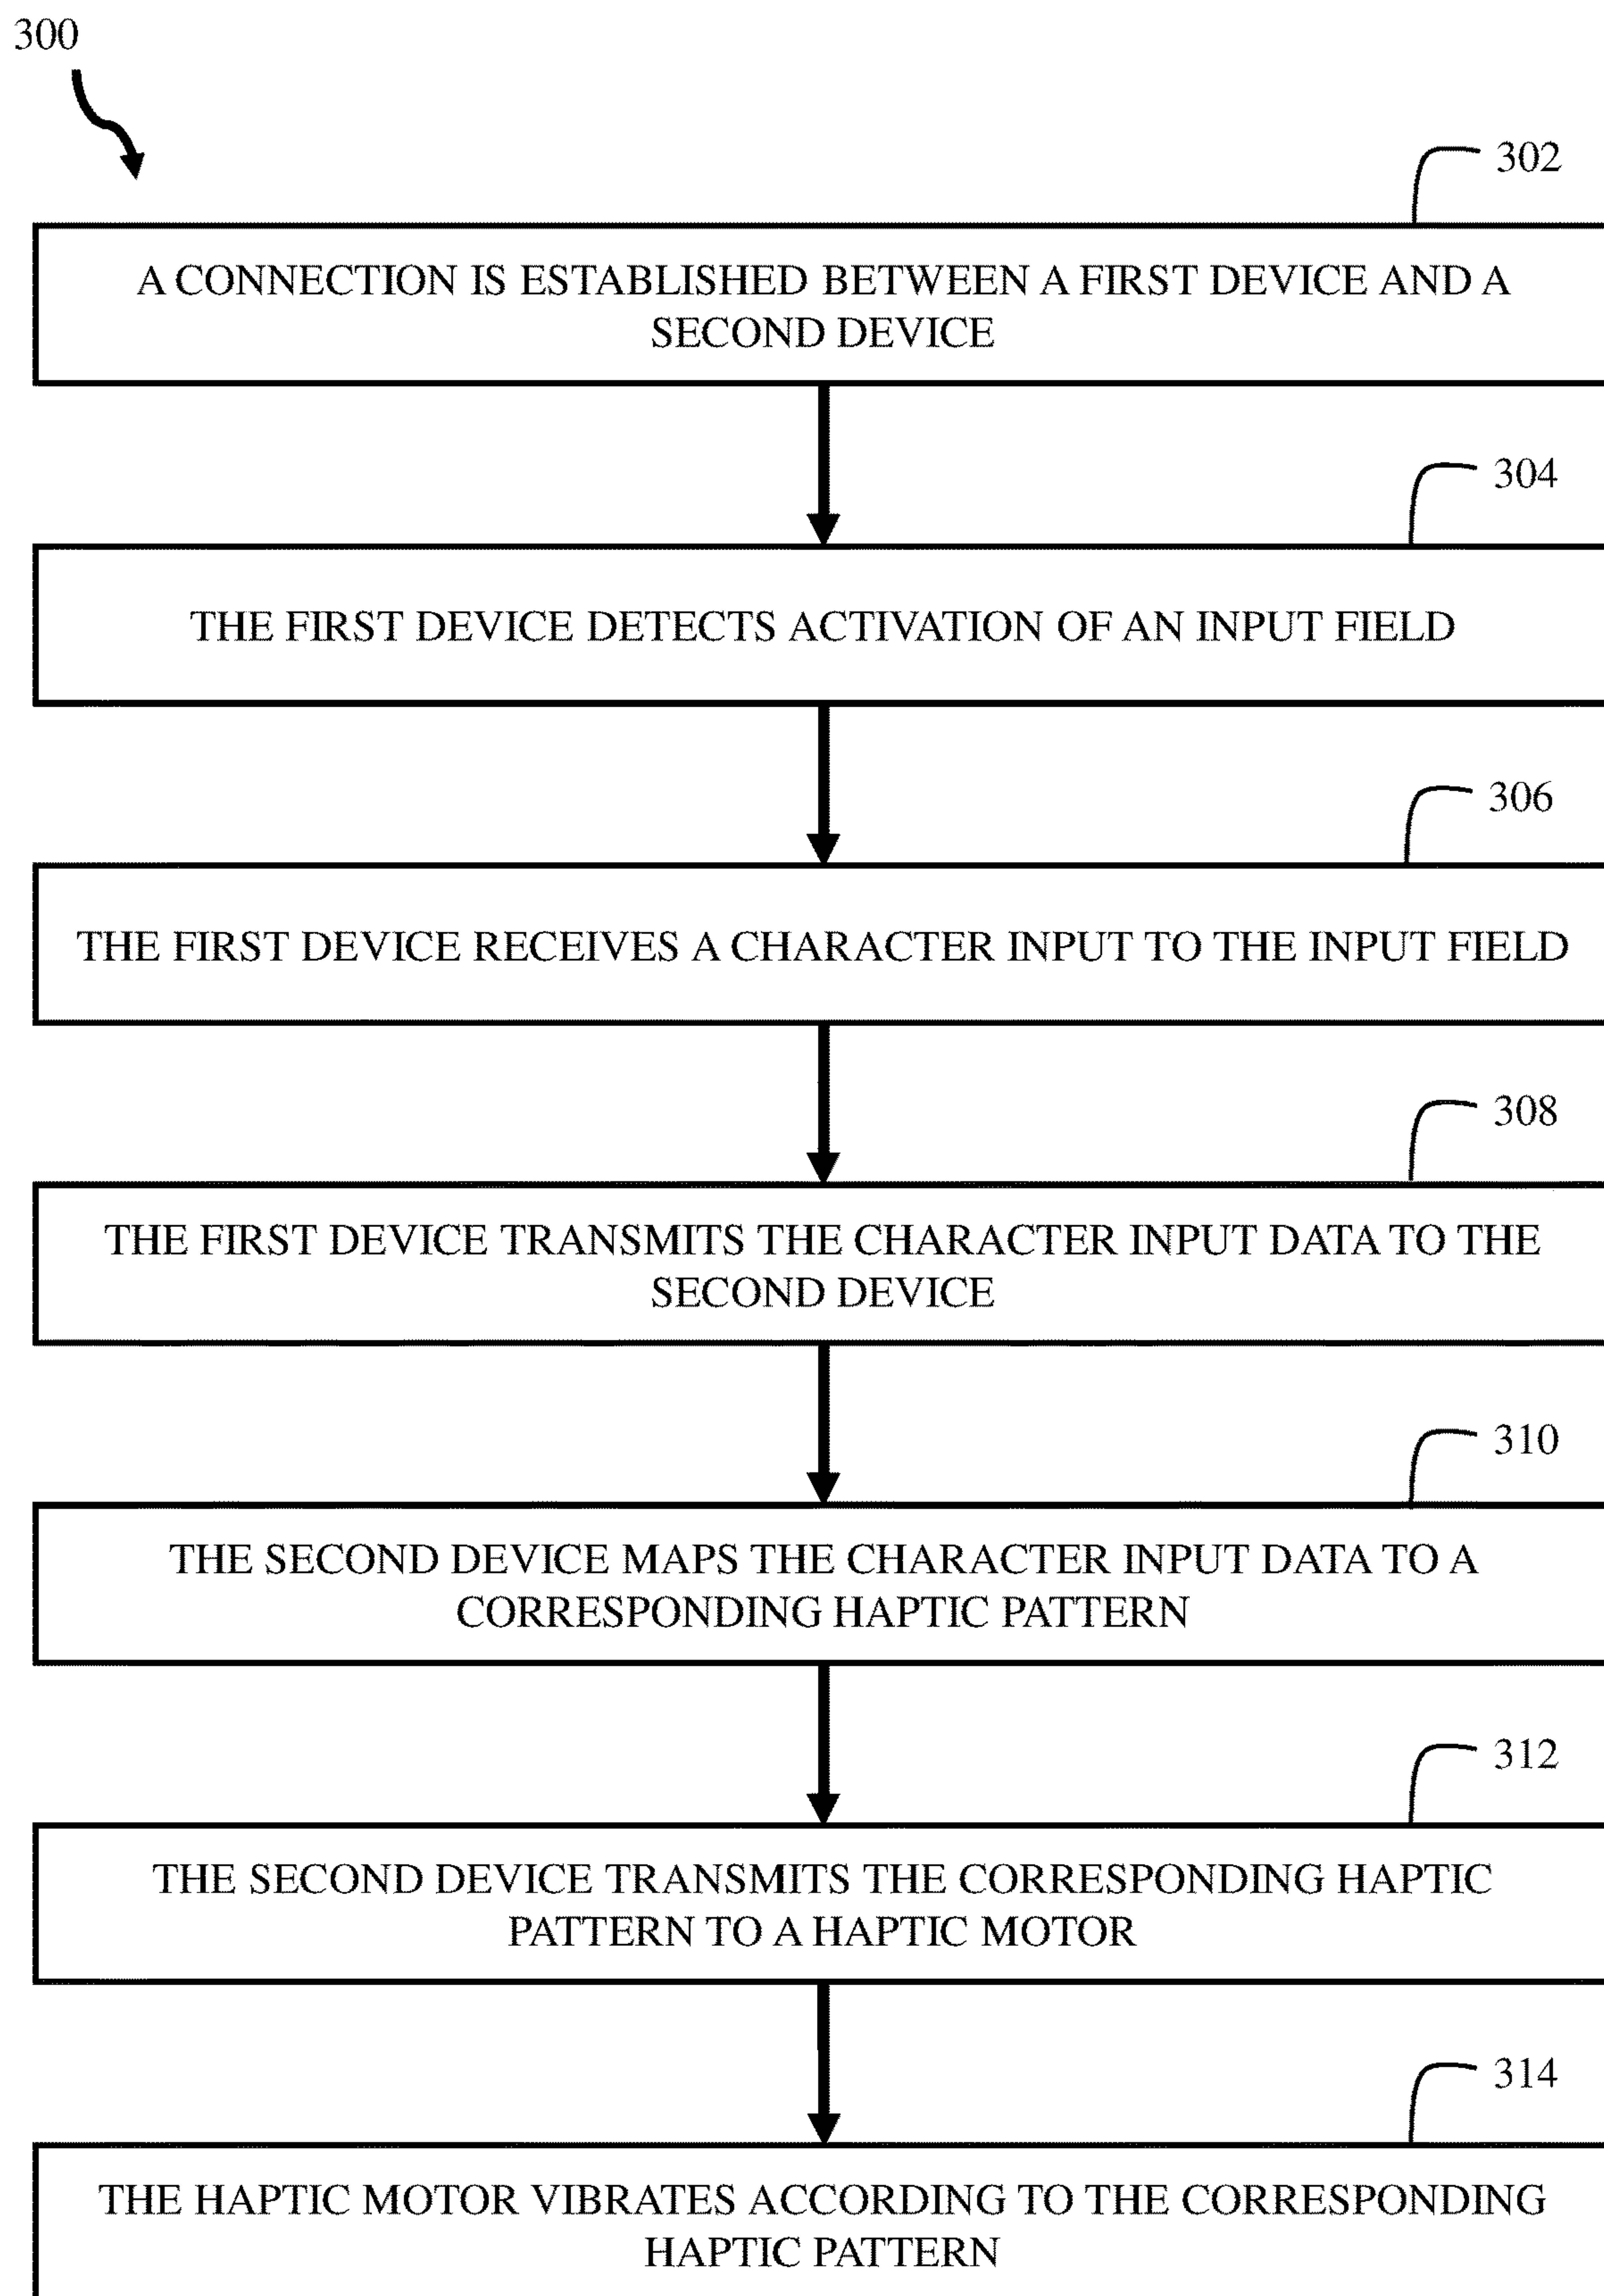 300
302
A CONNECTION IS ESTABLISHED BETWEEN A FIRST DEVICE AND A
SECOND DEVICE
304
THE FIRST DEVICE DETECTS ACTIVATION OF AN INPUT FIELD
306
THE FIRST DEVICE RECEIVES A CHARACTER INPUT TO THE INPUT FIELD
308
THE FIRST DEVICE TRANSMITS THE CHARACTER INPUT DATA TO THE
SECOND DEVICE
310
THE SECOND DEVICE MAPS THE CHARACTER INPUT DATA TO A
CORRESPONDING HAPTIC PATTERN
312
THE SECOND DEVICE TRANSMITS THE CORRESPONDING HAPTIC
PATTERN TO A HAPTIC MOTOR
314
THE HAPTIC MOTOR VIBRATES ACCORDING TO THE CORRESPONDING
HAPTIC PATTERN